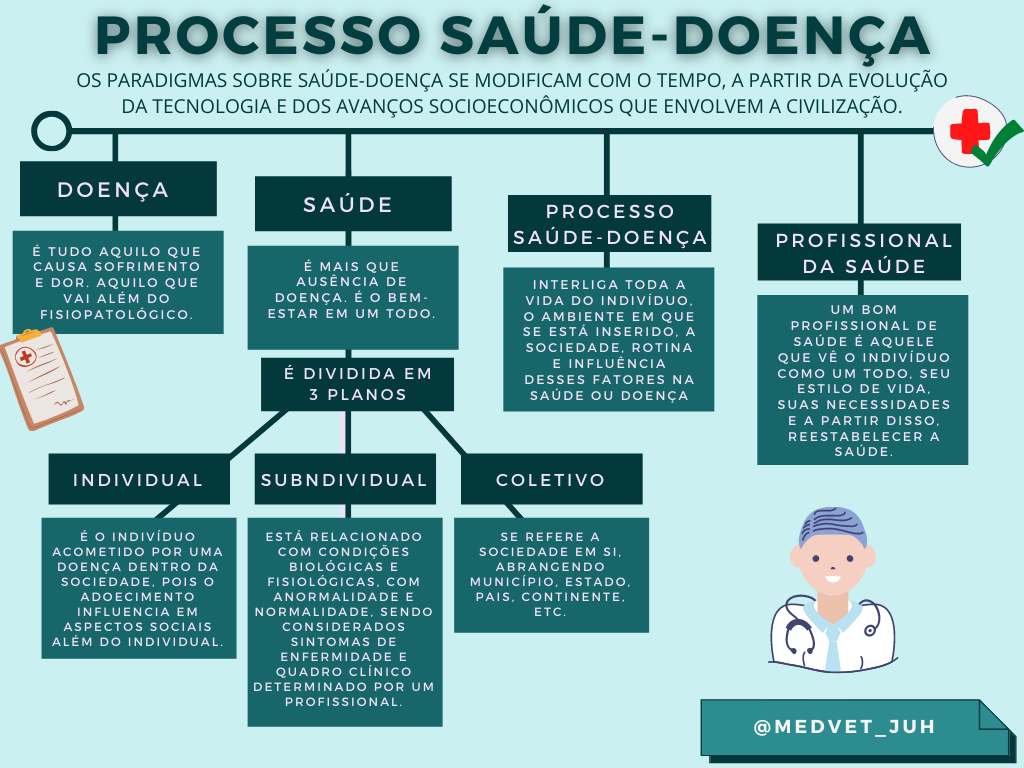 PROCESSO SAÚDE-DOENÇA
OS PARADIGMAS SOBRE SAÚDE-DOENÇA SE MODIFICAM COM O TEMPO, A PARTIR DA EVOLUÇÃO
DA TECNOLOGIA E DOS AVANÇOS SOCIOECONÔMICOS QUE ENVOLVEM A CIVILIZAÇÃO.
DOENÇA
É TUDO AQUILO QUE
CAUSA SOFRIMENTO
E DOR. AQUILO QUE
VAI ALÉM DO
FISIOPATOLÓGICO.
SAÚDE
É MAIS QUE
AUSÊNCIA DE
DOENÇA. É O BEM-
ESTAR EM UM TODO.
PROCESSO
SAÚDE-DOENÇA
INTERLIGA TODA A
VIDA DO INDIVÍDUO,
O AMBIENTE EM QUE
SE ESTÁ INSERIDO, A
SOCIEDADE, ROTINA
E INFLUÊNCIA
DESSES FATORES NA
SAÚDE OU DOENÇA
PROFISSIONAL
DA SAÚDE
UM BOM
PROFISSIONAL DE
SAÚDE É AQUELE
QUE VÊ O INDIVÍDUO
COMO UM TODO, SEU
ESTILO DE VIDA,
SUAS NECESSIDADES
E A PARTIR DISSO,
REESTABELECER A
SAÚDE.
É DIVIDIDA EM
3 PLANOS
INDIVIDUAL
É O INDIVÍDUO
ACOMETIDO POR UMA
DOENÇA DENTRO DA
SOCIEDADE, POIS O
ADOECIMENTO
INFLUENCIA EM
ASPECTOS SOCIAIS
ALÉM DO INDIVIDUAL.
SUBNDIVIDUAL
ESTÁ RELACIONADO
COM CONDIÇÕES
BIOLÓGICAS E
FISIOLÓGICAS, COM
ANORMALIDADE E
NORMALIDADE, SENDO
CONSIDERADOS
SINTOMAS DE
ENFERMIDADE E
QUADRO CLÍNICO
DETERMINADO POR UM
PROFISSIONAL.
COLETIVO
SE REFERE A
SOCIEDADE EM SI,
ABRANGENDO
MUNICÍPIO, ESTADO,
PAIS, CONTINENTE,
ETC.
@MEDVET_JUH